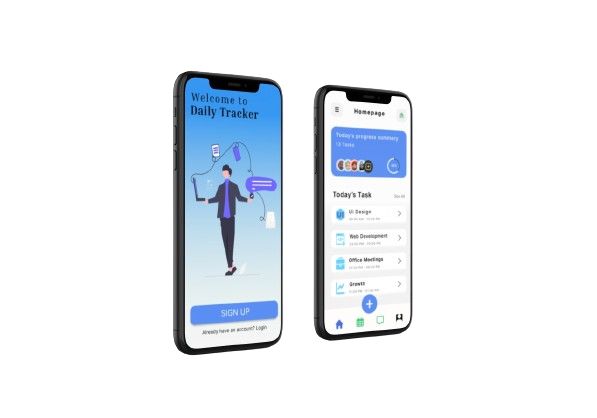 Welcome to
Daily Tracker
SIGN UP
Already have an account? Login
Homepage
Today's progress summary
Tasks
Today's Task
See All
UI
UI Design
Web Development
Office Meetings
Growth